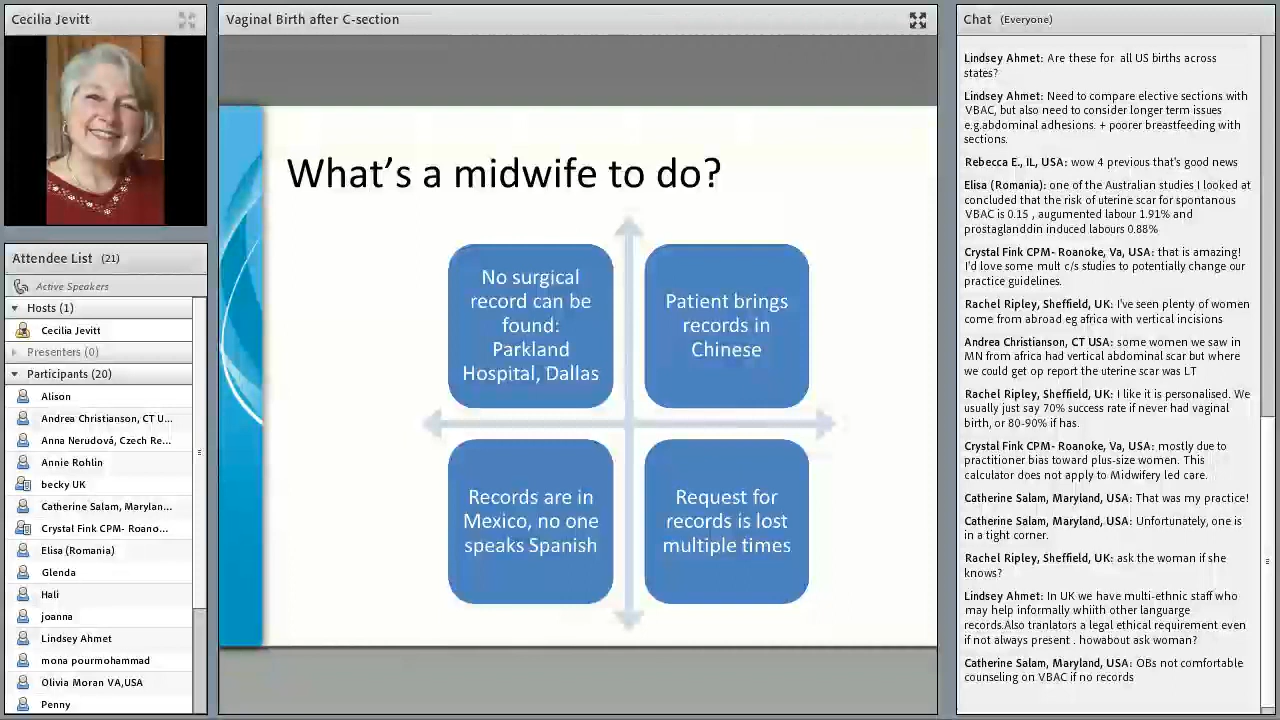 Cecilia Jevitt
Attendee List (21)
Active Speakers
Hosts (1)
Cecilia Jevitt
Presenters (0)
Participants (20)
Alison
Andrea Christianson, CT U...
Anna Nerudová, Czech Re...
Annie Rohlin
becky UK
Catherine Salam, Marylan...
Crystal Fink CPM- Roano...
Elisa (Romania)
Glenda
Hali
joanna
Lindsey Ahmet
mona pourmohammad
Olivia Moran VA,USA
Penny
Vaginal Birth after C-section
What's a midwife to do?
No surgical
record can be
found:
Parkland
Hospital, Dallas
Patient brings
records in
Chinese
Records are in
Mexico, no one
speaks Spanish
Request for
records is lost
multiple times
Chat (Everyone)
Lindsey Ahmet: Are these for all US births across
states?
Lindsey Ahmet: Need to compare elective sections with
VBAC, but also need to consider longer term issues
e.g.abdominal adhesions. + poorer breastfeeding with
sections.
Rebecca E., IL, USA: wow 4 previous that's good news
Elisa (Romania): one of the Australian studies I looked at
concluded that the risk of uterine scar for spontanous
VBAC is 0.15 , augumented labour 1.91% and
prostaglanddin induced labours 0.88%
Crystal Fink CPM- Roanoke, Va, USA: that is amazing!
I'd love some mult c/s studies to potentially change our
practice guidelines.
Rachel Ripley, Sheffield, UK: I've seen plenty of women
come from abroad eg africa with vertical incisions
Andrea Christianson, CT USA: some women we saw in
MN from africa had vertical abdominal scar but where
we could get op report the uterine scar was LT
Rachel Ripley, Sheffield, UK: I like it is personalised. We
usually just say 70% success rate if never had vaginal
birth, or 80-90% if has.
Crystal Fink CPM- Roanoke, Va, USA: mostly due to
practitioner bias toward plus-size women. This
calculator does not apply to Midwifery led care.
Catherine Salam, Maryland, USA: That was my practice!
Catherine Salam, Maryland, USA: Unfortunately, one is
in a tight corner.
Rachel Ripley, Sheffield, UK: ask the woman if she
knows?
Lindsey Ahmet: In UK we have multi-ethnic staff who
may help informally whiith other languarge
records.Also tranlators a legal ethical requirement even
if not always present . howabout ask woman?
Catherine Salam, Maryland, USA: OBs not comfortable
counseling on VBAC if no records